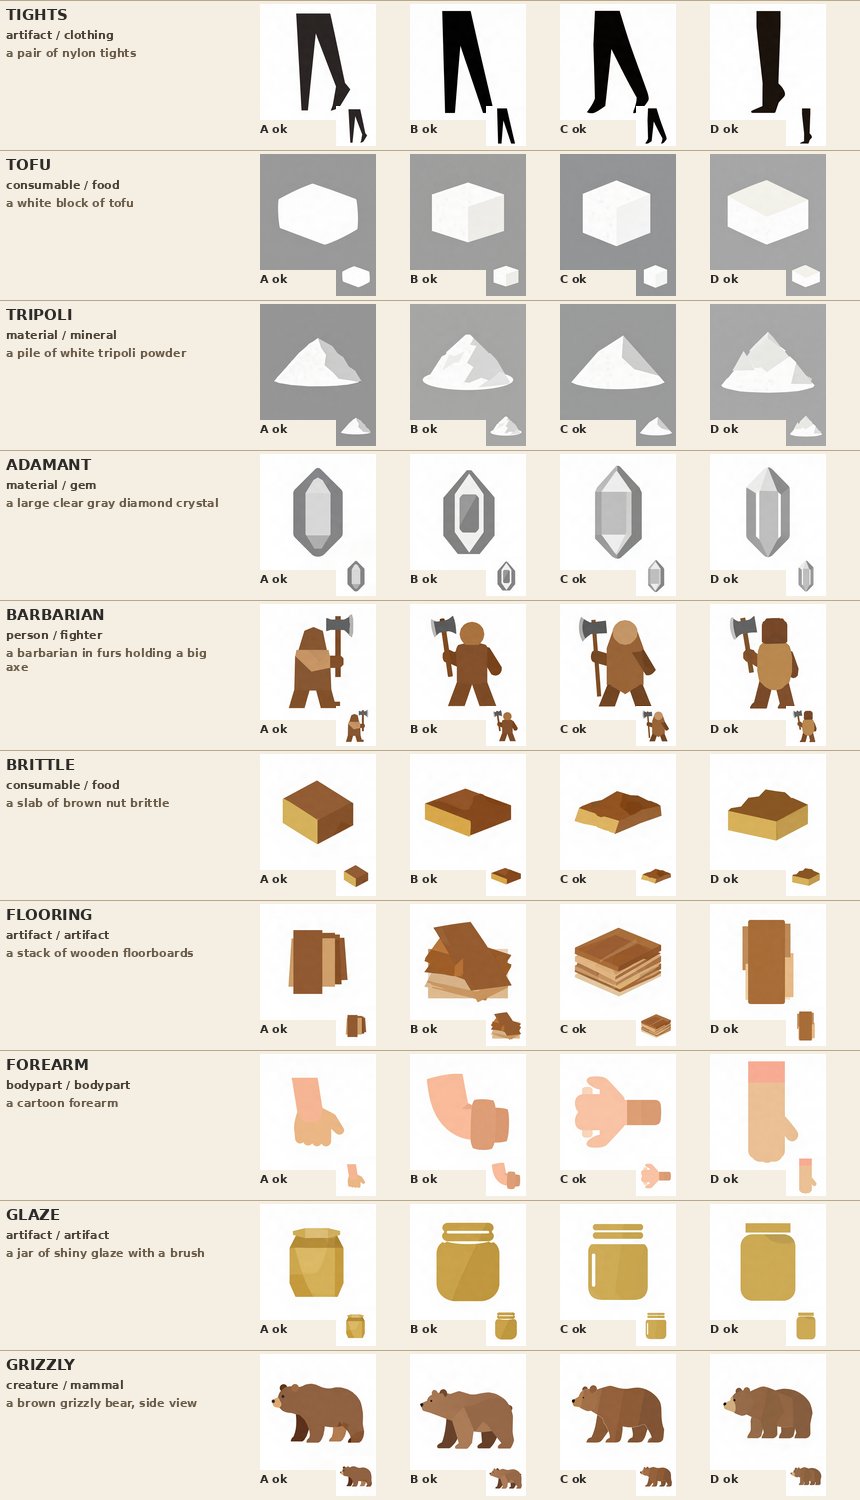 TIGHTS
artifact / clothing
a pair of nylon tights
A ok
B ok
C ok
D ok
TOFU
consumable / food
a white block of tofu
A ok
B ok
C ok
D ok
TRIPOLI
material / mineral
a pile of white tripoli powder
A ok
B ok
C ok
D ok
ADAMANT
material / gem
a large clear gray diamond crystal
A ok
B ok
C ok
D ok
BARBARIAN
person / fighter
a barbarian in furs holding a big
axe
A ok
B ok
C ok
D ok
BRITTLE
consumable / food
a slab of brown nut brittle
A ok
B ok
C ok
D ok
FLOORING
artifact / artifact
a stack of wooden floorboards
A ok
B ok
C ok
D ok
FOREARM
bodypart / bodypart
a cartoon forearm
A ok
B ok
C ok
D ok
GLAZE
artifact / artifact
a jar of shiny glaze with a brush
A ok
B ok
C ok
D ok
GRIZZLY
creature / mammal
a brown grizzly bear, side view
A ok
B ok
C ok
D ok